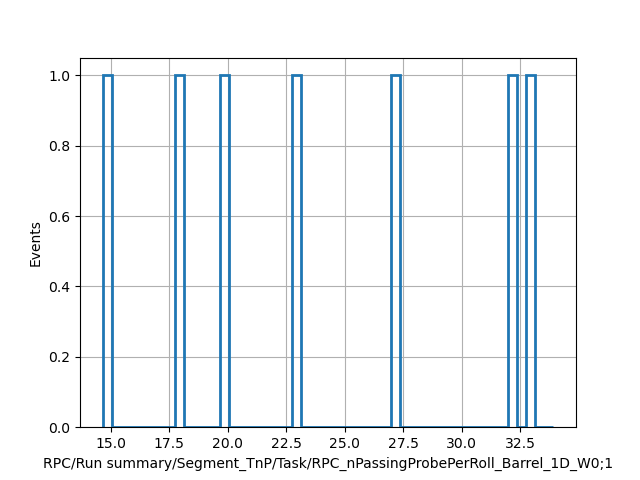 1.0
0.8
0.6
0.4
0.2
0.0
Events
15.0 17.5 20.0 22.5 25.0 27.5 30.0 32.5
RPC/Run summary/Segment_TnP/Task/RPC_nPassingProbePerRoll_Barrel_1D_W0;1